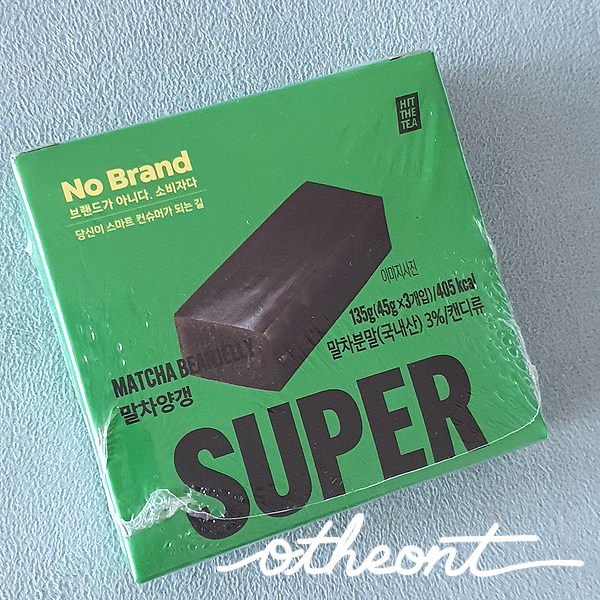 HIT
THE
TEA
No Brand
브랜드가 아니다. 소비자다
당신이 스마트 컨슈머가 되는 길
이미지사진
135g(45g×3개입)/405 kcal
말차분말(국내산) 3%/캔디류
MATCHA BEANJELLY
말차양갱
SUPER
otheont